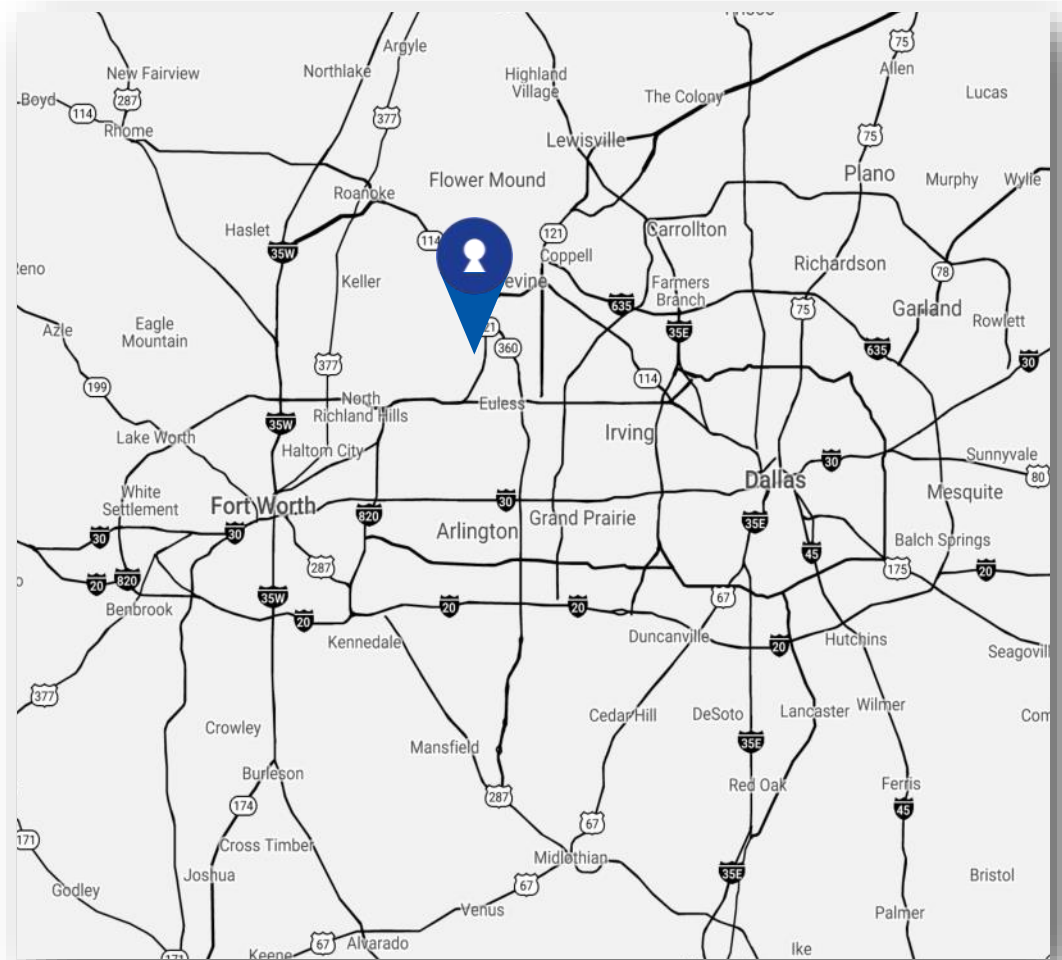 Argyle
75
New Fairview
Northlake
Highland
Village
Allen
Boyd
287
The Colony
Lucas
114
377
Rhome
Lewisville
75
Plano
Flower Mound
Murphy
Wylie
Roanoke
Haslet
114
121
Carrollton
35W
Coppell
Richardson
Keller
evine
Farmers
Branch
78
635
75
Garland
Rowlett
Azle
Eagle
Mountain
21
35E
360
635
30
377
114
199
North
Richland Hills
Euless
35W
Irving
Lake Worth
Haltom City
Sunnyvale
30
80
Dallas
White
Settlement
Fort Worth
30
Mesquite
820
Arlington
Grand Prairie
35E
30
30
Balch Springs
45
287
175
20
20
820
35W
67
Benbrook
20
20
20
Kennedale
Duncanville
Hutchins
20
Seagovill
377
Crowley
Cedar Hill
DeSoto
Lancaster
Wilmer
Com
Mansfield
35E
Burleson
Red Oak
Ferris
174
287
45
67
171
Cross Timber
Midlothian
Joshua
35E
Bristol
Godley
67
Venus
Palmer
67
Alvarado
Ike
Keene
171